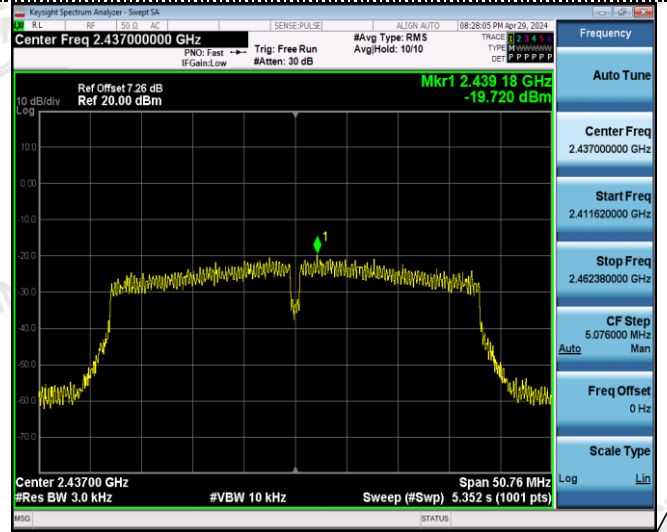 Keysight Spectrum Analyzer - Swept SA
RL RF 50 Ω AC SENSE:PULSE ALIGN AUTO 08:28:05 PM Apr 29, 2024
Center Freq 2.437000000 GHz
PNO: Fast
IFGain:Low
Trig: Free Run
#Atten: 30 dB
#Avg Type: RMS
Avg|Hold: 10/10
TRACE 1 2 3 4 5 6
TYPE M W W W W W
DET P P P P P P
Frequency
Mkr1 2.439 18 GHz
-19.720 dBm
Ref Offset 7.26 dB
10 dB/div Ref 20.00 dBm
Log
10.0
0.00
-10.0
-20.0
-30.0
-40.0
-50.0
-60.0
-70.0
1
Center 2.43700 GHz
#Res BW 3.0 kHz
#VBW 10 kHz
Span 50.76 MHz
Sweep (#Swp) 5.352 s (1001 pts)
Auto Tune
Center Freq
2.437000000 GHz
Start Freq
2.411620000 GHz
Stop Freq
2.462380000 GHz
CF Step
5.076000 MHz
Auto Man
Freq Offset
0 Hz
Scale Type
Log Lin
MSG STATUS